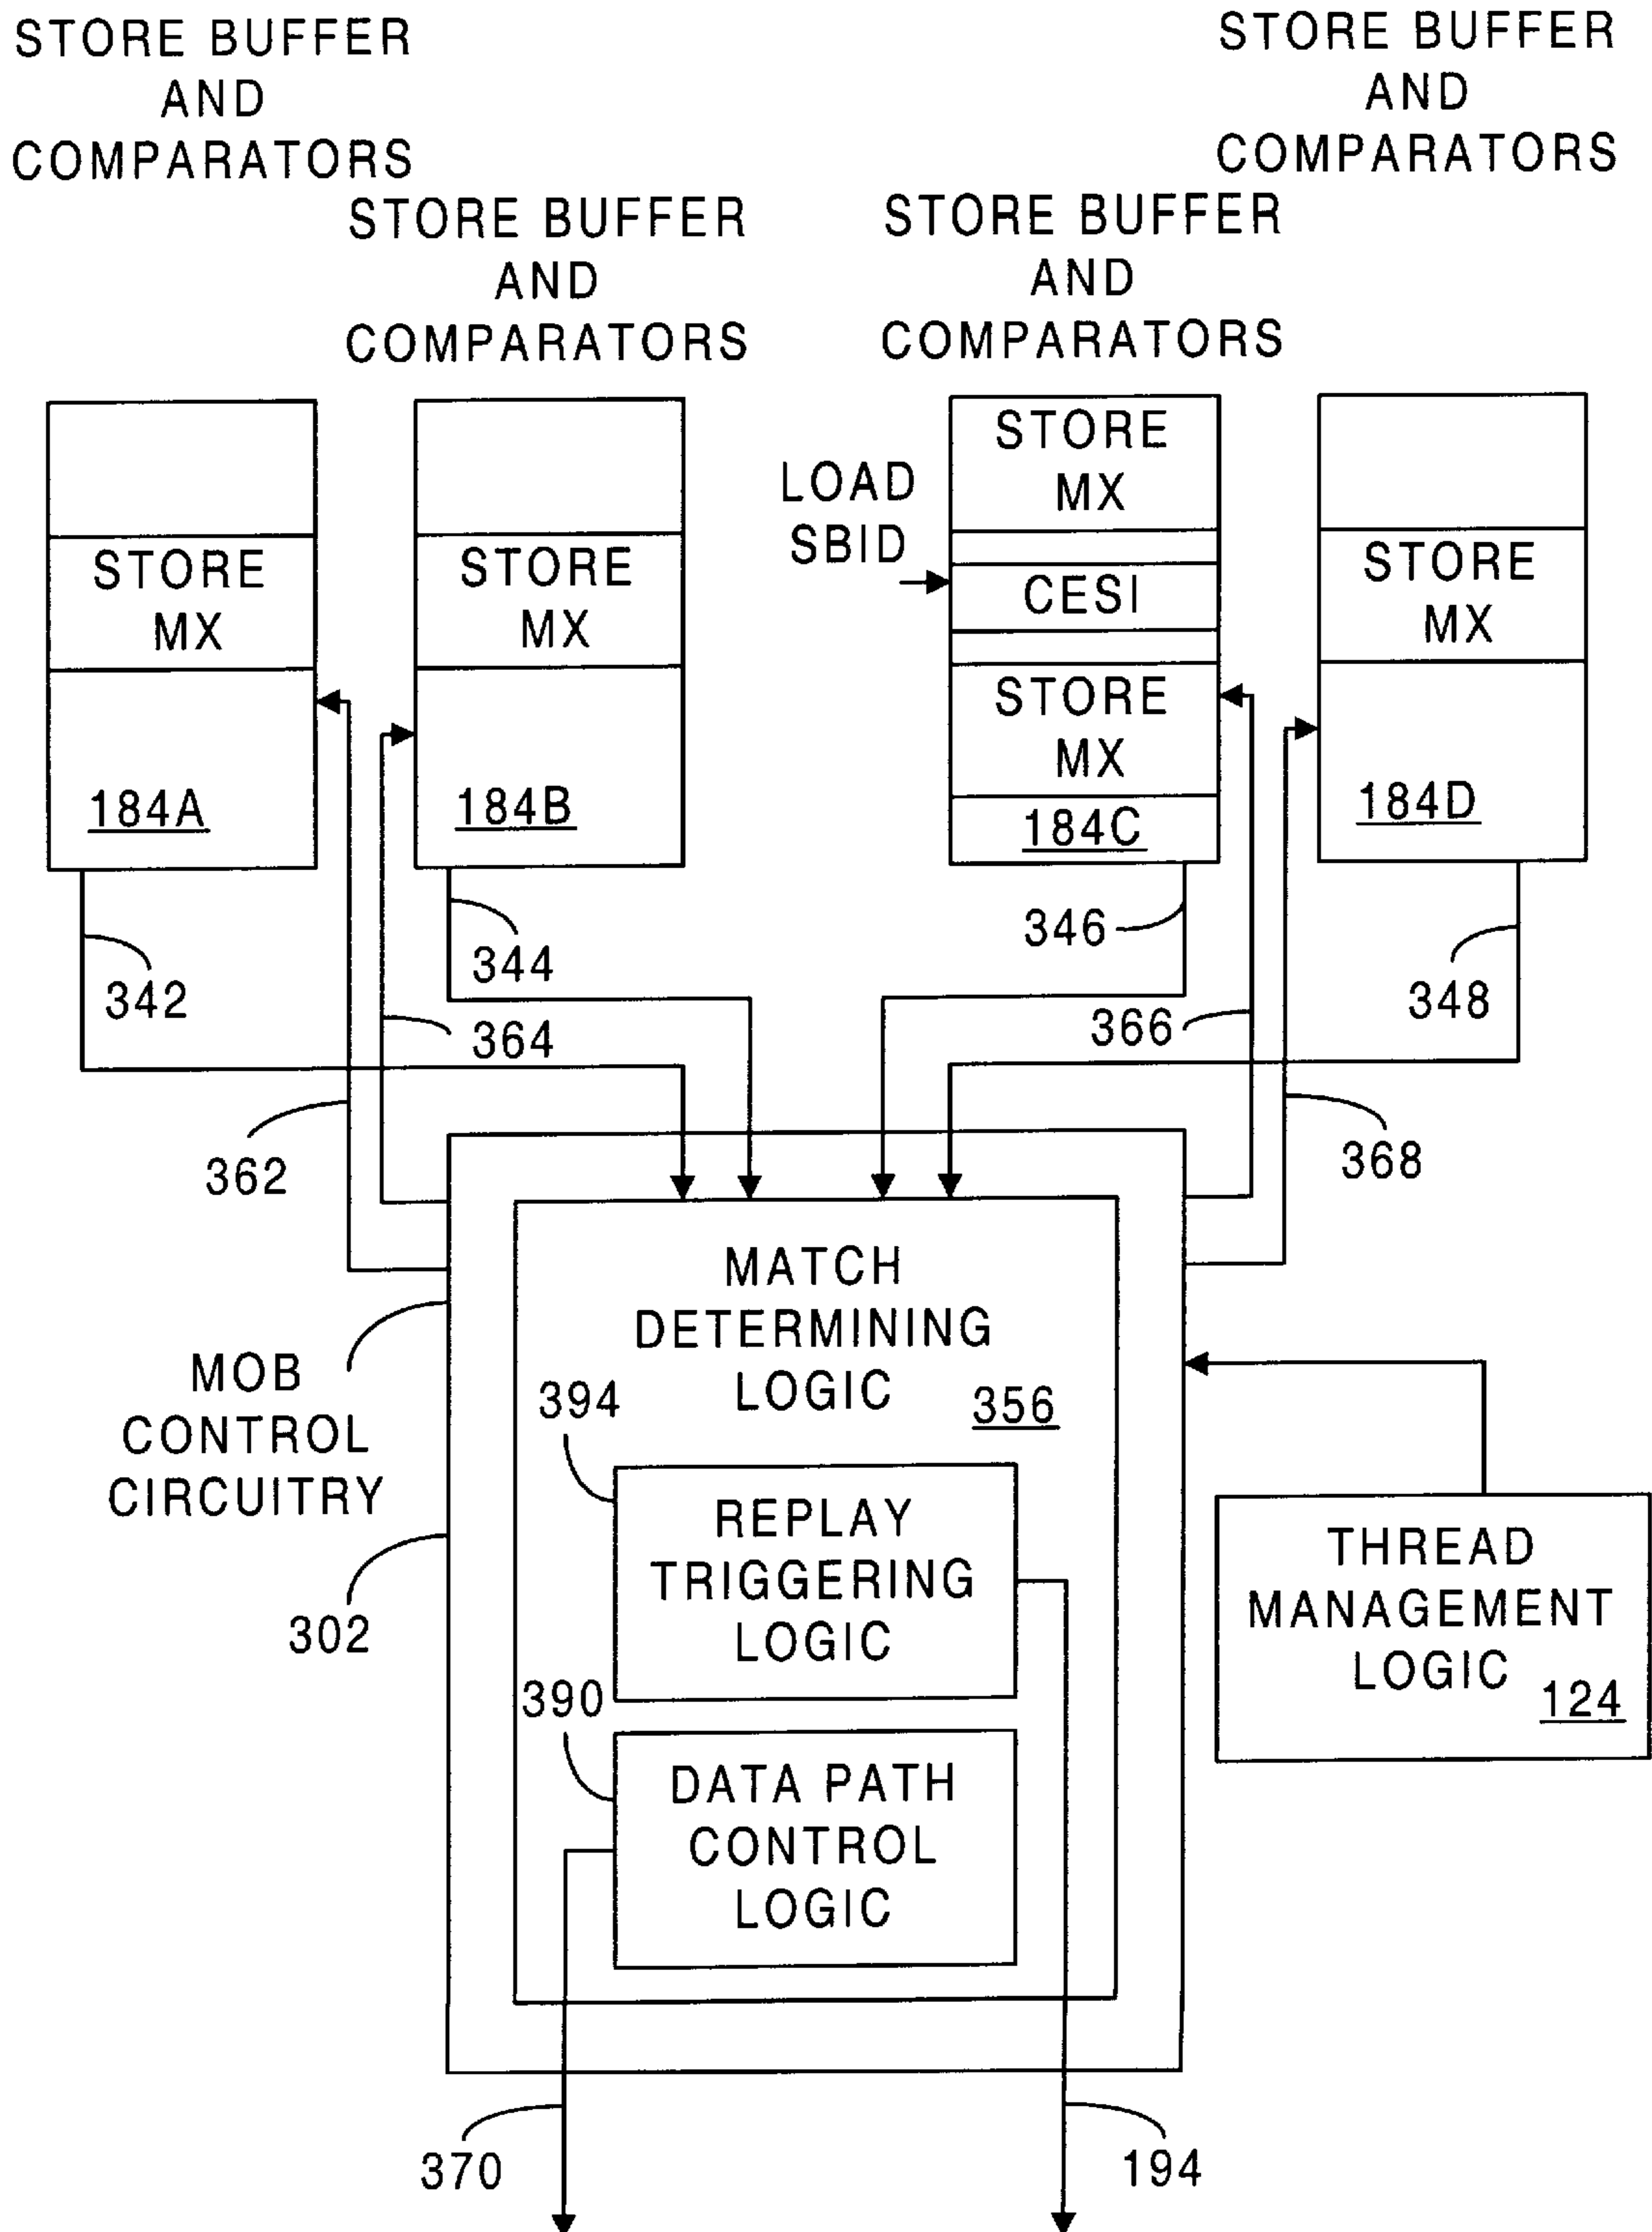 STORE BUFFER
AND
COMPARATORS
STORE BUFFER
AND
COMPARATORS
STORE BUFFER
AND
COMPARATORS
STORE BUFFER
AND
COMPARATORS
STORE
MX
184A
STORE
MX
184B
LOAD
SBID
STORE
MX
CESI
STORE
MX
184C
STORE
MX
184D
342
344
346
348
364
366
362
368
MATCH
DETERMINING
LOGIC
356
MOB
CONTROL
CIRCUITRY
302
394
REPLAY
TRIGGERING
LOGIC
390
DATA PATH
CONTROL
LOGIC
THREAD
MANAGEMENT
LOGIC
124
370
194